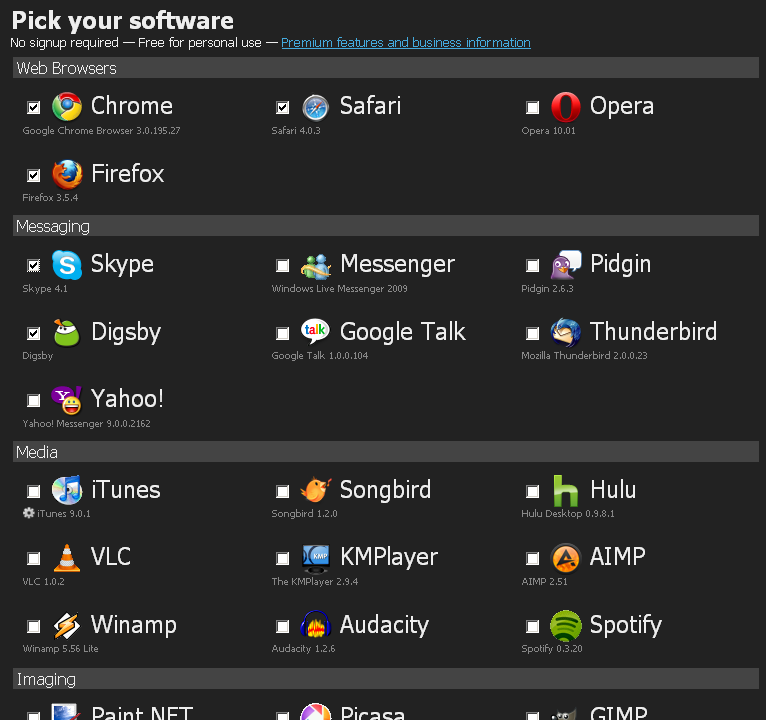 Pick your software
No signup required — Free for personal use — Premium features and business information
Web Browsers
Chrome Safari Opera
Google Chrome Browser 3.0.195.27 Safari 4.0.3 Opera 10.01
Firefox
Firefox 3.5.4
Messaging
Skype Messenger Pidgin
Skype 4.1 Windows Live Messenger 2009 Pidgin 2.6.3
Digsby talk Google Talk Thunderbird
Digsby Google Talk 1.0.0.104 Mozilla Thunderbird 2.0.0.23
Yahoo!
Yahoo! Messenger 9.0.0.2162
Media
iTunes Songbird Hulu
iTunes 9.0.1 Songbird 1.2.0 Hulu Desktop 0.9.8.1
VLC KMP KMPlayer AIMP
VLC 1.0.2 The KMPlayer 2.9.4 AIMP 2.51
Winamp Audacity Spotify
Winamp 5.56 Lite Audacity 1.2.6 Spotify 0.3.20
Imaging
Paint.NET Picasa GIMP